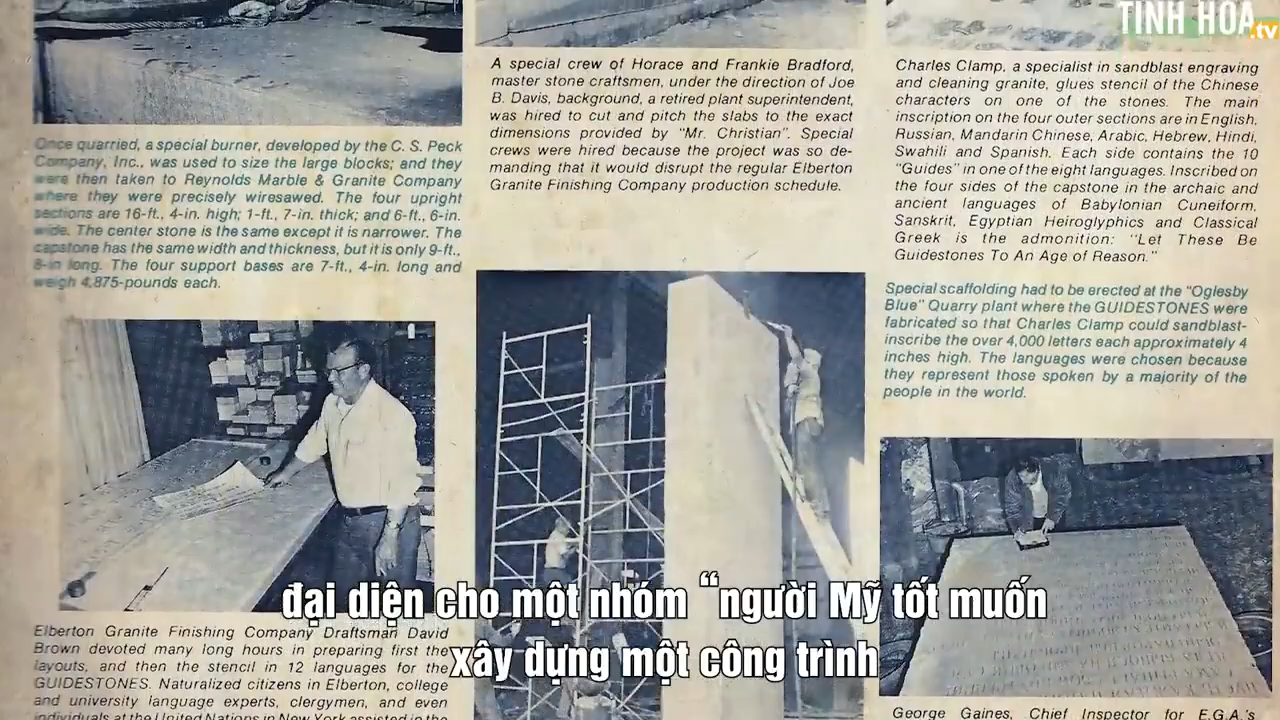 TINH HOA.tv
Once quarried, a special burner, developed by the C. S. Peck
Company, Inc., was used to size the large blocks; and they
were then taken to Reynolds Marble & Granite Company
where they were precisely wiresawed. The four upright
sections are 16-ft., 4-in. high; 1-ft., 7-in. thick; and 6-ft., 6-in.
wide. The center stone is the same except it is narrower. The
capstone has the same width and thickness, but it is only 9-ft.,
8-in long. The four support bases are 7-ft., 4-in. long and
weigh 4,875-pounds each.
A special crew of Horace and Frankie Bradford,
master stone craftsmen, under the direction of Joe
B. Davis, background, a retired plant superintendent,
was hired to cut and pitch the slabs to the exact
dimensions provided by "Mr. Christian". Special
crews were hired because the project was so de-
manding that it would disrupt the regular Elberton
Granite Finishing Company production schedule.
Charles Clamp, a specialist in sandblast engraving
and cleaning granite, glues stencil of the Chinese
characters on one of the stones. The main
inscription on the four outer sections are in English,
Russian, Mandarin Chinese, Arabic, Hebrew, Hindi,
Swahili and Spanish. Each side contains the 10
"Guides" in one of the eight languages. Inscribed on
the four sides of the capstone in the archaic and
ancient languages of Babylonian Cuneiform,
Sanskrit, Egyptian Heiroglyphics and Classical
Greek is the admonition: "Let These Be
Guidestones To An Age of Reason."
Special scaffolding had to be erected at the "Oglesby
Blue" Quarry plant where the GUIDESTONES were
fabricated so that Charles Clamp could sandblast-
inscribe the over 4,000 letters each approximately 4
inches high. The languages were chosen because
they represent those spoken by a majority of the
people in the world.
Elberton Granite Finishing Company Draftsman David
Brown devoted many long hours in preparing first the
layouts, and then the stencil in 12 languages for the
GUIDESTONES. Naturalized citizens in Elberton, college
and university language experts, clergymen, and even
individuals at the United Nations in New York assisted in the
George Gaines, Chief Inspector for E.G.A.'s
đại diện cho một nhóm “người Mỹ tốt muốn
xây dựng một công trình